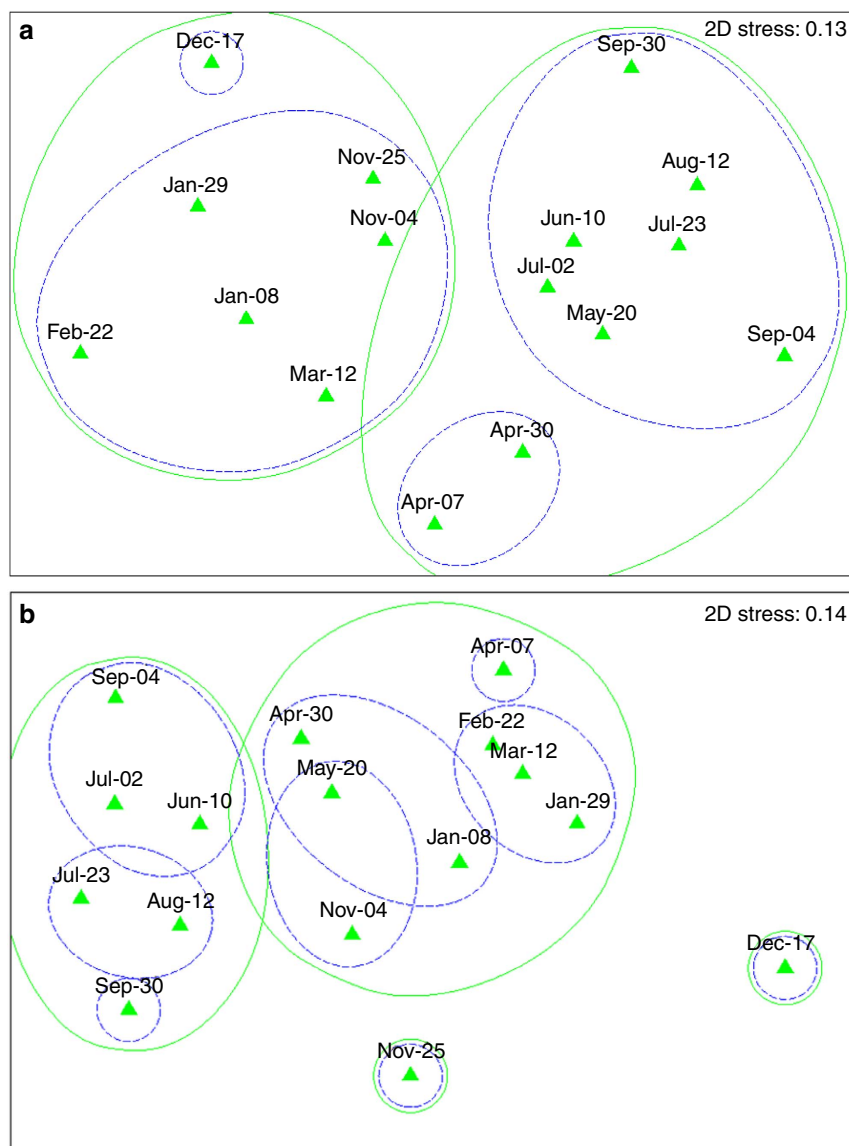 a
2D stress: 0.13
Dec-17
Sep-30
Nov-25
Aug-12
Jan-29
Nov-04
Jun-10
Jul-23
Jul-02
Jan-08
May-20
Feb-22
Sep-04
Mar-12
Apr-30
Apr-07
b
2D stress: 0.14
Apr-07
Sep-04
Apr-30
Feb-22
Mar-12
May-20
Jul-02
Jun-10
Jan-29
Jan-08
Jul-23
Aug-12
Nov-04
Dec-17
Sep-30
Nov-25